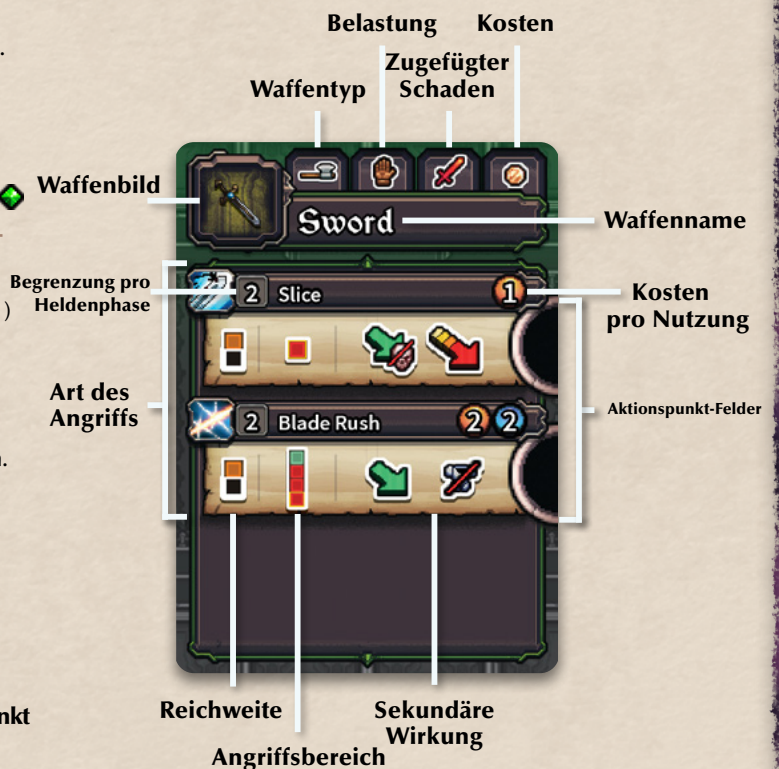 Belastung
Kosten
Zugefügter
Schaden
Waffentyp
Waffenbild
Sword
Waffenname
Begrenzung pro
Heldenphase
)
2 Slice 1
Kosten
pro Nutzung
Art des
Angriffs
Aktionspunkt-Felder
2 Blade Rush 2 2
Reichweite
Sekundäre
Wirkung
Angriffsbereich